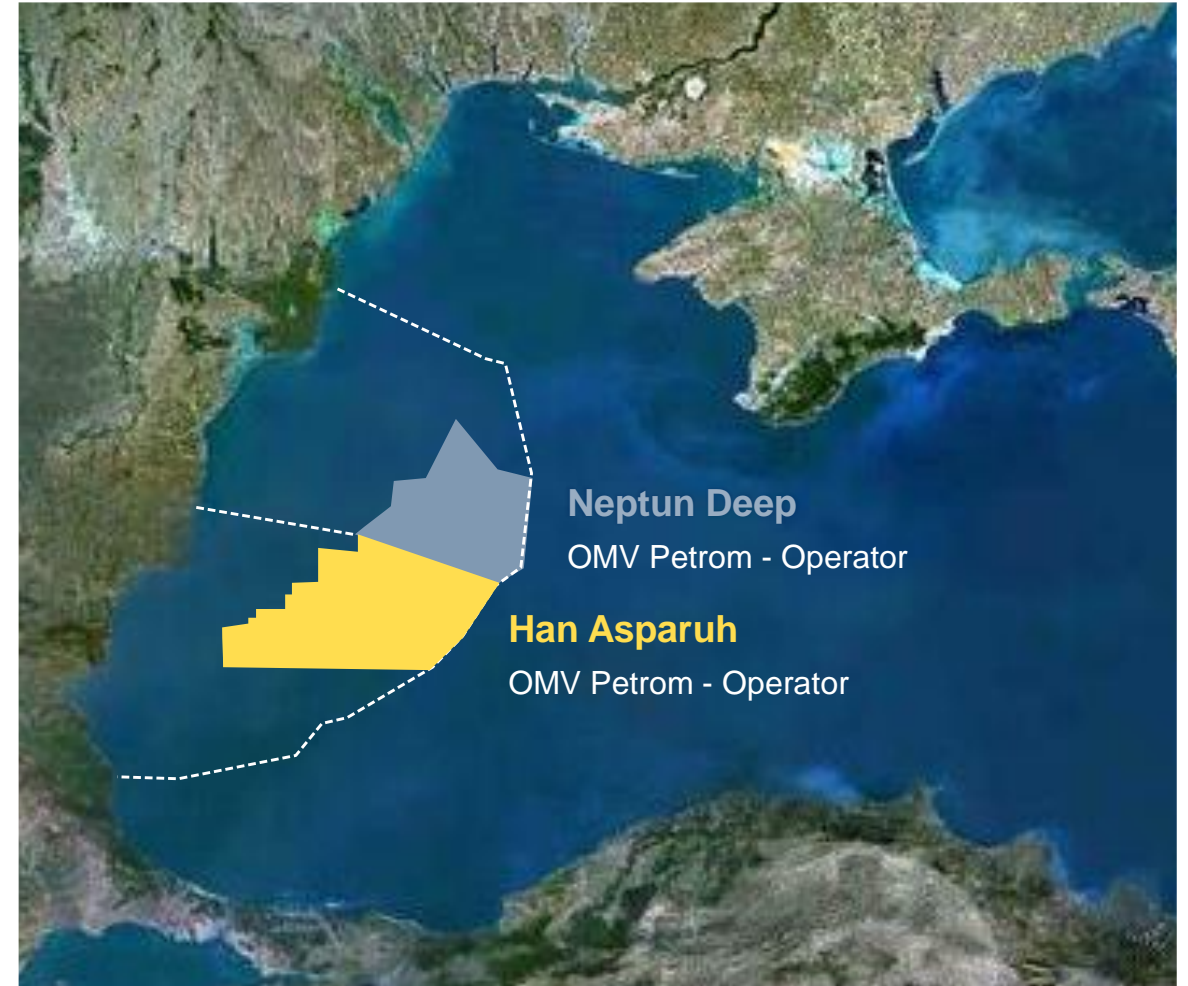 Neptun Deep
OMV Petrom - Operator
Han Asparuh
OMV Petrom - Operator